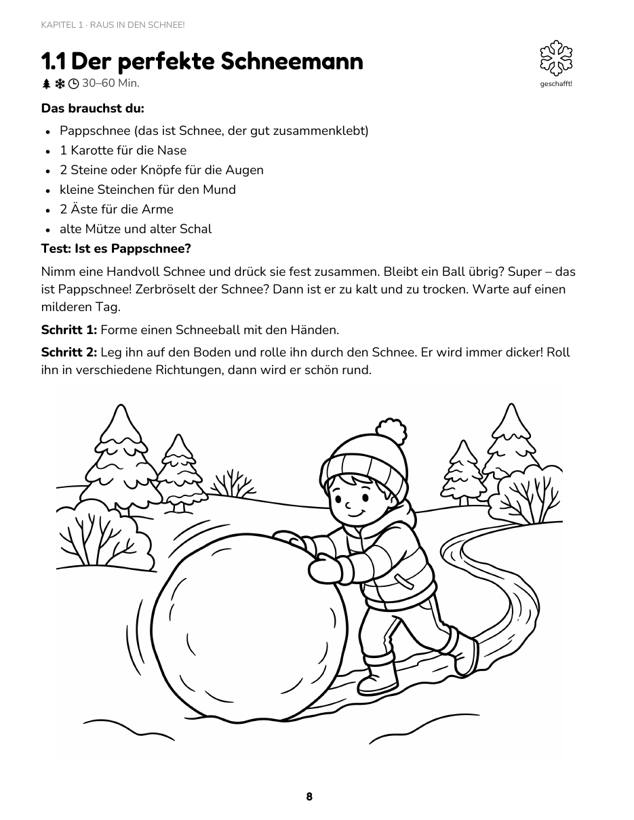 KAPITEL 1 · RAUS IN DEN SCHNEE!
1.1 Der perfekte Schneemann
30–60 Min.
geschafft!
Das brauchst du:
• Pappschnee (das ist Schnee, der gut zusammenklebt)
• 1 Karotte für die Nase
• 2 Steine oder Knöpfe für die Augen
• kleine Steinchen für den Mund
• 2 Äste für die Arme
• alte Mütze und alter Schal
Test: Ist es Pappschnee?
Nimm eine Handvoll Schnee und drück sie fest zusammen. Bleibt ein Ball übrig? Super – das
ist Pappschnee! Zerbröselt der Schnee? Dann ist er zu kalt und zu trocken. Warte auf einen
milderen Tag.
Schritt 1: Forme einen Schneeball mit den Händen.
Schritt 2: Leg ihn auf den Boden und rolle ihn durch den Schnee. Er wird immer dicker! Roll
ihn in verschiedene Richtungen, dann wird er schön rund.
8